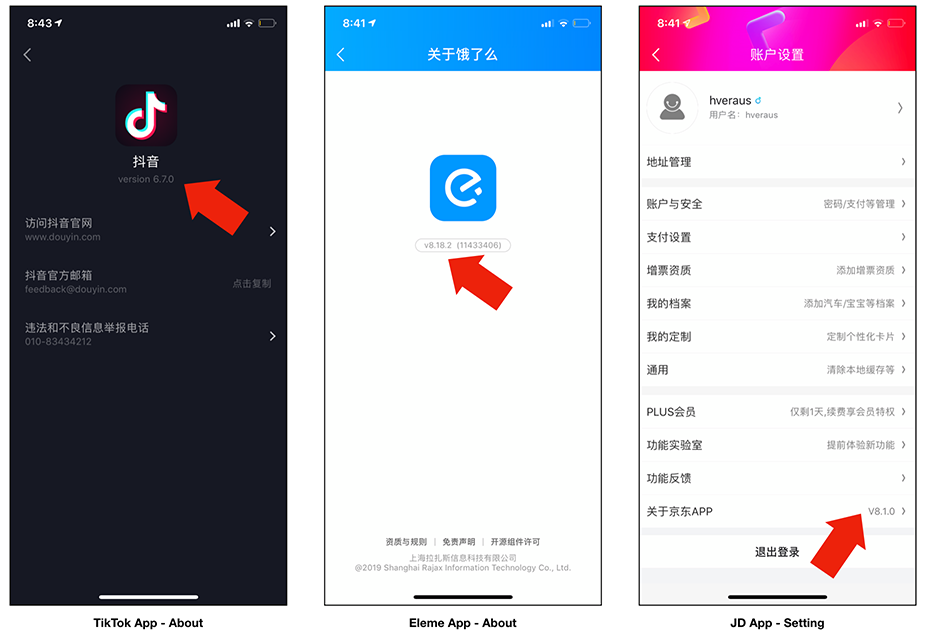 8:43
抖音
version 6.7.0
访问抖音官网
www.douyin.com
抖音官方邮箱
feedback@douyin.com
点击复制
违法和不良信息举报电话
010-83434212
TikTok App - About
8:41
关于饿了么
v8.18.2 (11433406)
资质与规则 | 免责声明 | 开源组件许可
上海拉扎斯信息科技有限公司
@2019 Shanghai Rajax Information Technology Co., Ltd.
Eleme App - About
8:41
账户设置
hveraus
用户名: hveraus
地址管理
账户与安全 密码/支付等管理
支付设置
增票资质 添加增票资质
我的档案 添加汽车/宝宝等档案
我的定制 定制个性化卡片
通用 清除本地缓存等
PLUS会员 仅剩1天,续费享会员特权
功能实验室 提前体验新功能
功能反馈
关于京东APP V8.1.0
退出登录
JD App - Setting